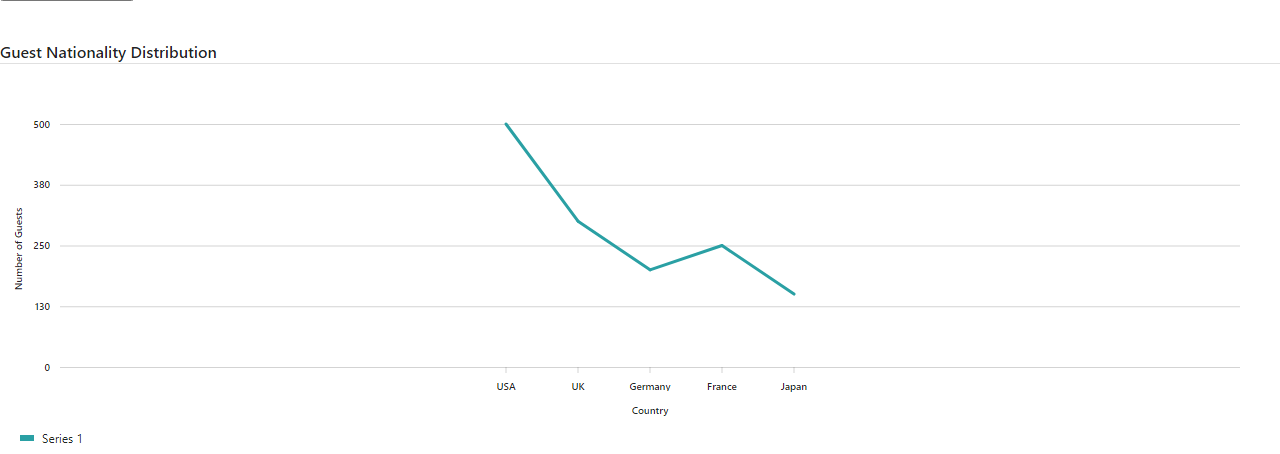 Guest Nationality Distribution
500
380
250
130
0
Number of Guests
USA UK Germany France Japan
Country
Series 1